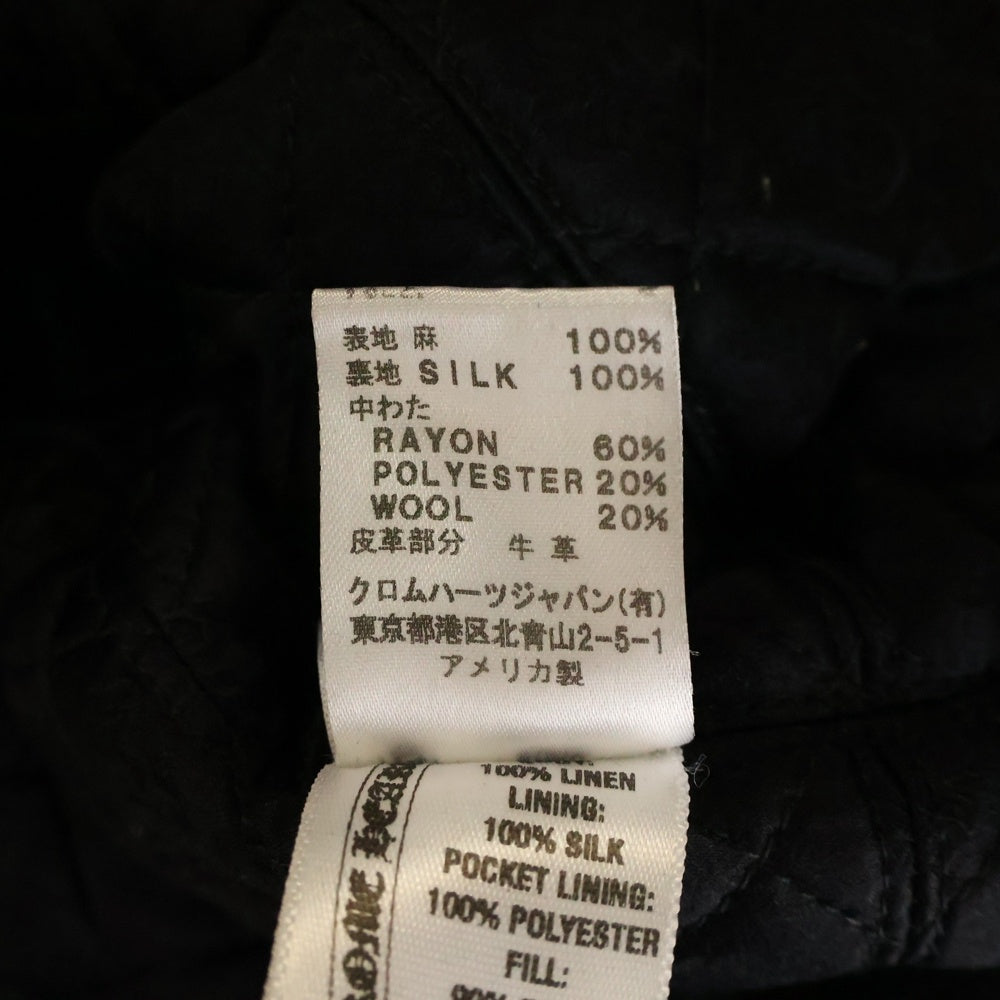 表地 麻 100%
裏地 SILK 100%
中わた
RAYON 60%
POLYESTER 20%
WOOL 20%
皮革部分 牛革
クロムハーツジャパン(有)
東京都港区北青山2-5-1
アメリカ製
100% LINEN
LINING:
100% SILK
POCKET LINING:
100% POLYESTER
FILL: